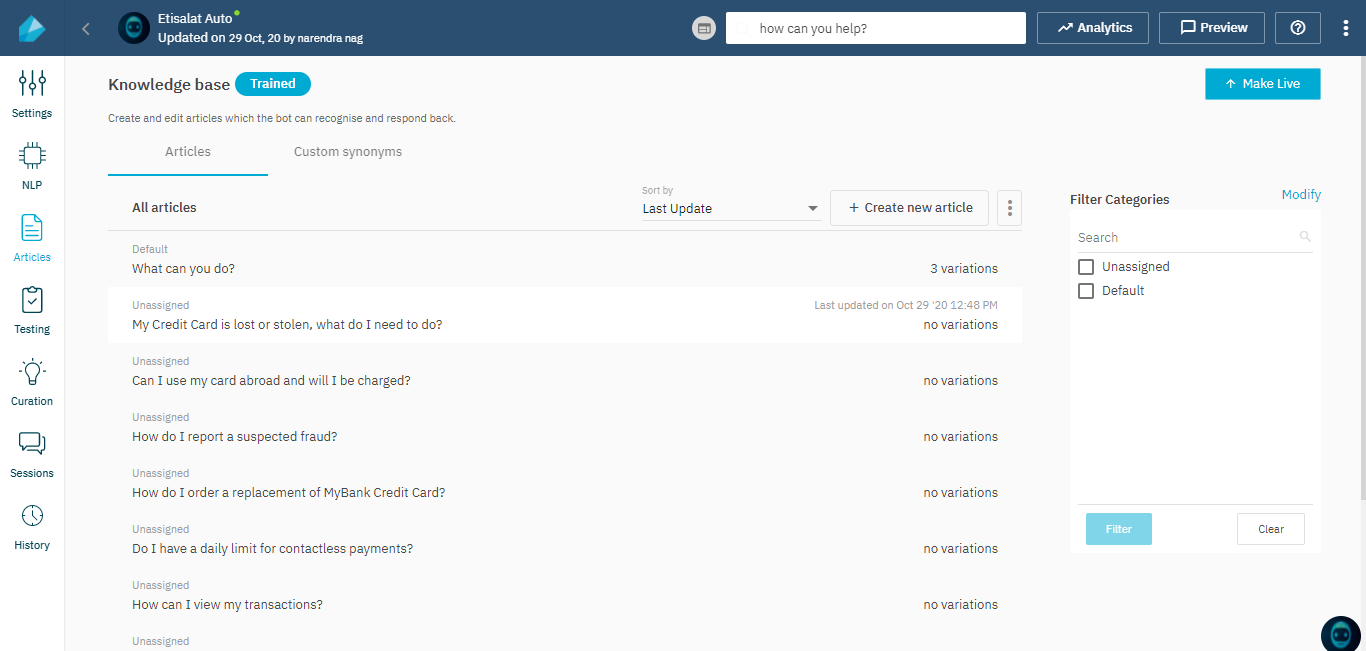 Etisalat Auto
Updated on 29 Oct, 20 by narendra nag
how can you help?
Analytics
Preview
Settings
NLP
Articles
Testing
Curation
Sessions
History
Knowledge base
Trained
Make Live
Create and edit articles which the bot can recognise and respond back.
Articles
Custom synonyms
All articles
Sort by
Last Update
+ Create new article
Default
What can you do?
3 variations
Unassigned
Last updated on Oct 29 '20 12:48 PM
My Credit Card is lost or stolen, what do I need to do?
no variations
Unassigned
Can I use my card abroad and will I be charged?
no variations
Unassigned
How do I report a suspected fraud?
no variations
Unassigned
How do I order a replacement of MyBank Credit Card?
no variations
Unassigned
Do I have a daily limit for contactless payments?
no variations
Unassigned
How can I view my transactions?
no variations
Unassigned
Filter Categories
Modify
Search
Unassigned
Default
Filter
Clear